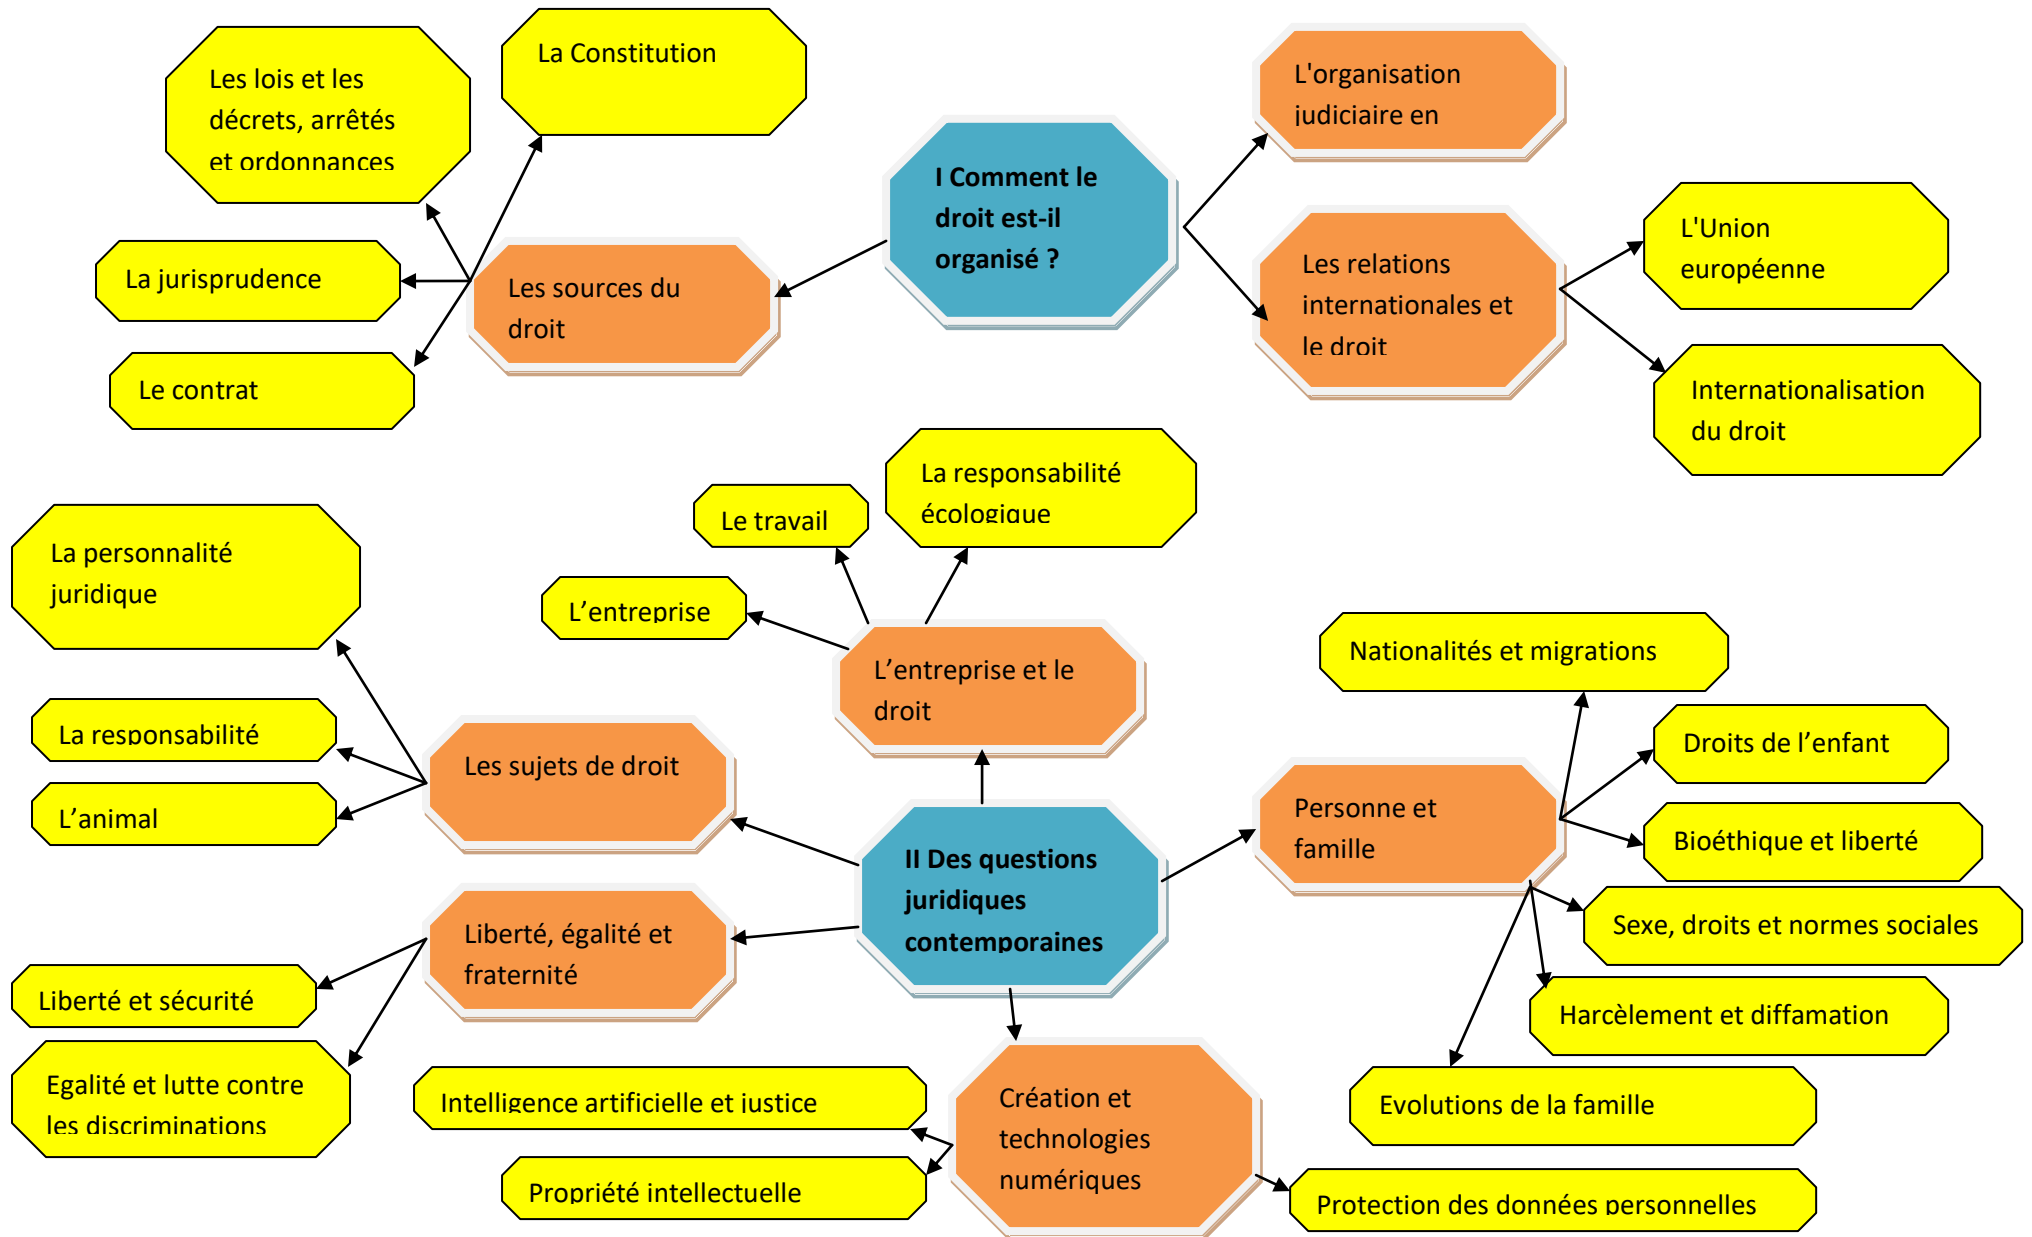 Les lois et les
décrets, arrêtés
et ordonnances
La Constitution
La jurisprudence
Le contrat
Les sources du
droit
I Comment le
droit est-il
organisé ?
L'organisation
judiciaire en
Les relations
internationales et
le droit
L'Union
européenne
Internationalisation
du droit
La personnalité
juridique
La responsabilité
L’animal
Les sujets de droit
Le travail
La responsabilité
écologique
L’entreprise
L’entreprise et le
droit
II Des questions
juridiques
contemporaines
Liberté, égalité et
fraternité
Liberté et sécurité
Egalité et lutte contre
les discriminations
Personne et
famille
Nationalités et migrations
Droits de l’enfant
Bioéthique et liberté
Sexe, droits et normes sociales
Harcèlement et diffamation
Evolutions de la famille
Création et
technologies
numériques
Intelligence artificielle et justice
Propriété intellectuelle
Protection des données personnelles